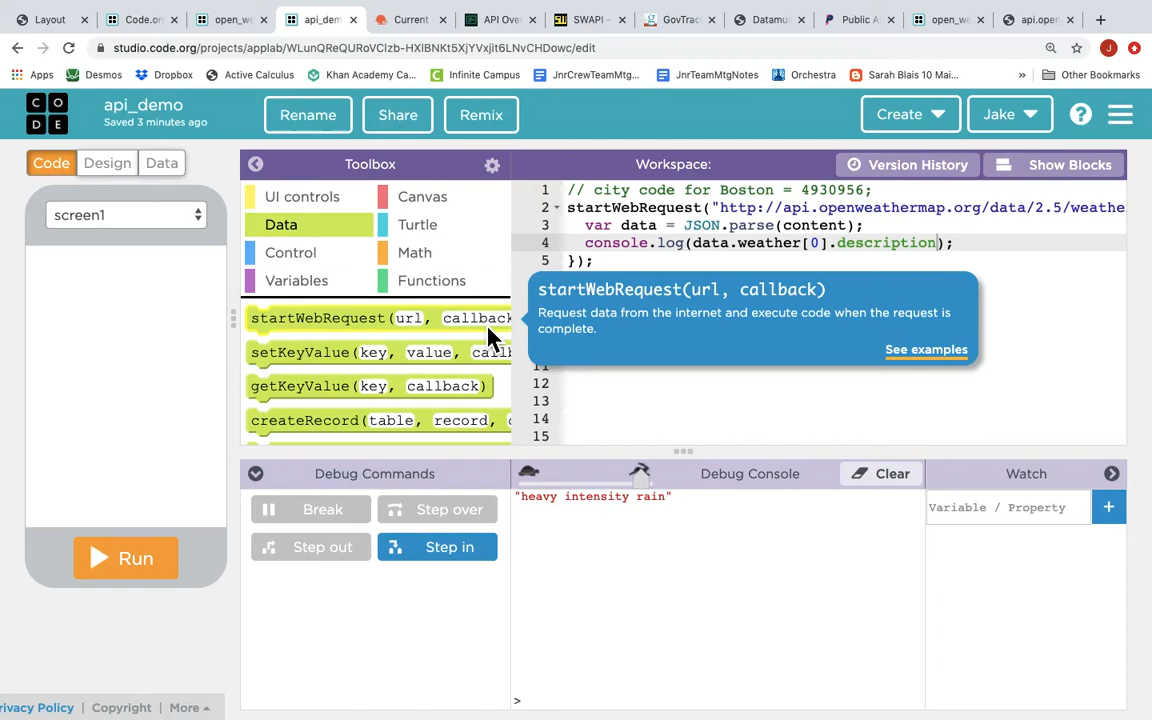 Layout
Code.or
open_we
api_dem
Current
API Ove
SWAPI -
GovTrac
Datamu
Public A
open_we
api.open
studio.code.org/projects/applab/WLunQReQURoVClzb-HXlBNKt5XjYVxjit6LNvCHDowc/edit
J
Apps
Desmos
Dropbox
Active Calculus
Khan Academy Ca...
Infinite Campus
JnrCrewTeamMtg...
JnrTeamMtgNotes
Orchestra
Sarah Blais 10 Mai...
»
Other Bookmarks
C O
D E
api_demo
Saved 3 minutes ago
Rename
Share
Remix
Create
Jake
?
Code
Design
Data
Toolbox
Workspace:
Version History
Show Blocks
screen1
UI controls
Canvas
Data
Turtle
Control
Math
Variables
Functions
1 // city code for Boston = 4930956;
2 startWebRequest("http://api.openweathermap.org/data/2.5/weathe
3 var data = JSON.parse(content);
4 console.log(data.weather[0].description);
5 });
11
12
13
14
15
startWebRequest(url, callback)
Request data from the internet and execute code when the request is
complete.
See examples
startWebRequest(url, callback
setKeyValue(key, value, callb
getKeyValue(key, callback)
createRecord(table, record, c
Debug Commands
Debug Console
Clear
Watch
Break
Step over
Step out
Step in
"heavy intensity rain"
Variable / Property
+
Run
>
rivacy Policy | Copyright | More